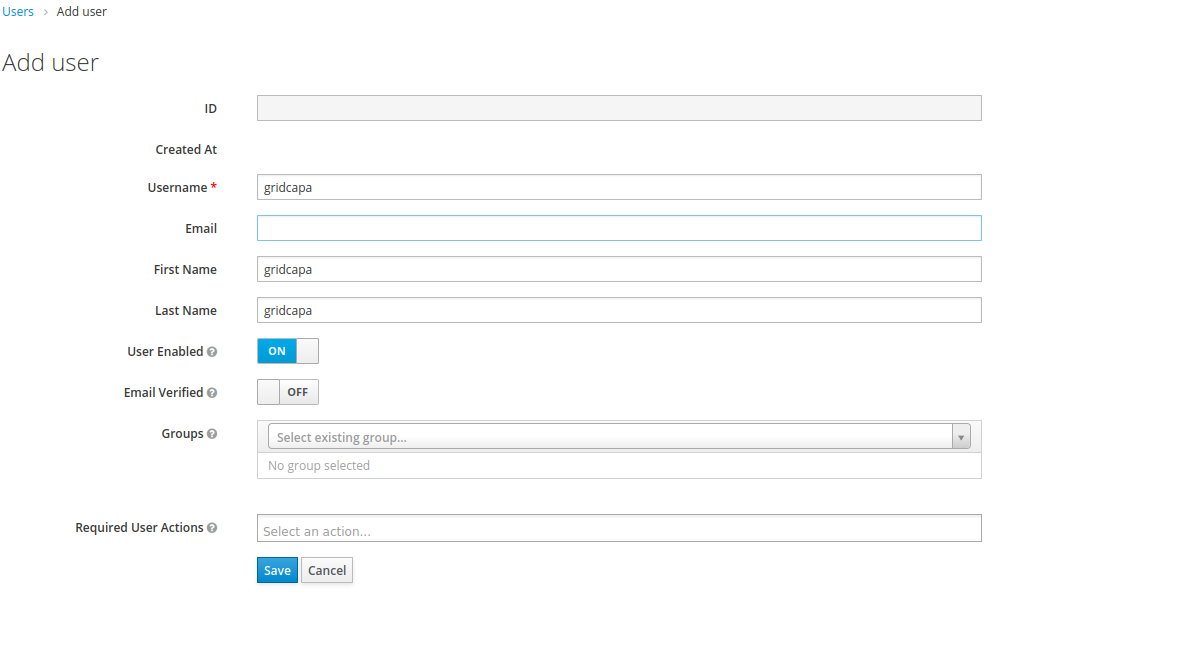 Users > Add user
Add user
ID
Created At
Username * gridcapa
Email
First Name gridcapa
Last Name gridcapa
User Enabled ? ON
Email Verified ? OFF
Groups ? Select existing group...
No group selected
Required User Actions ? Select an action...
Save Cancel